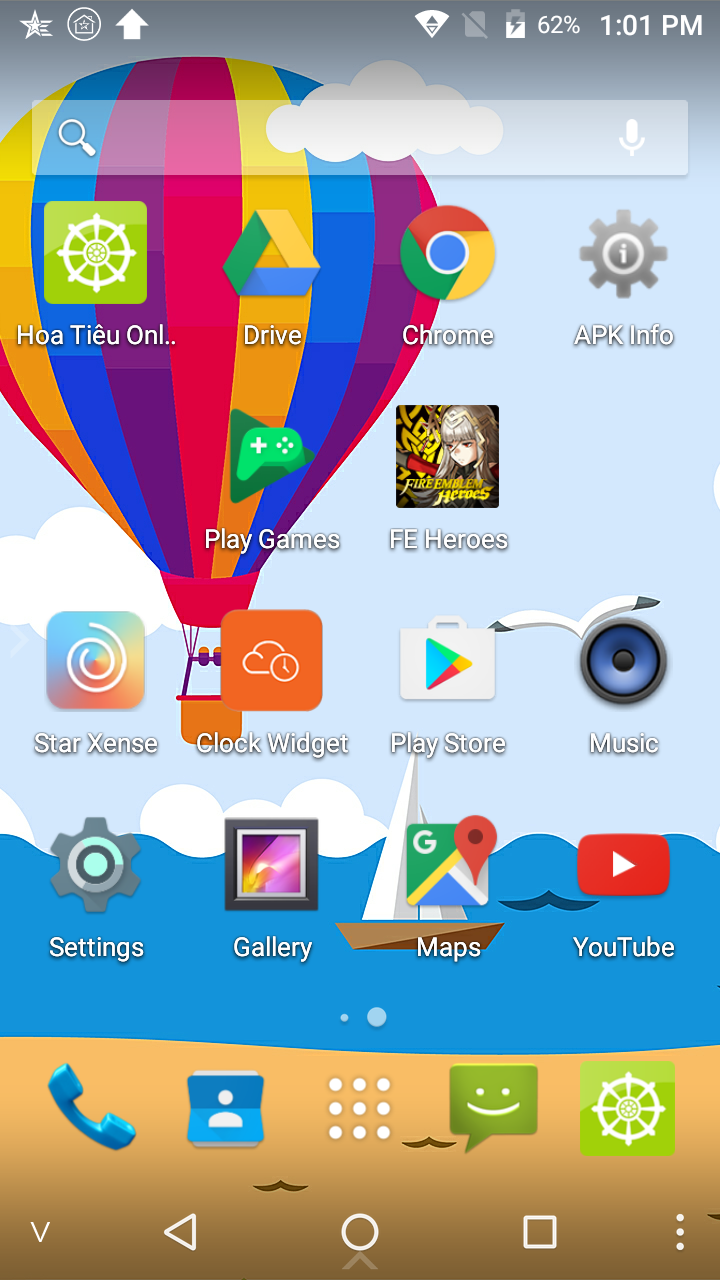 62% 1:01 PM
Hoa Tiêu Onl.. Drive Chrome APK Info
FIRE EMBLEM
Heroes
Play Games FE Heroes
Star Xense Clock Widget Play Store Music
G
Settings Gallery Maps YouTube
V